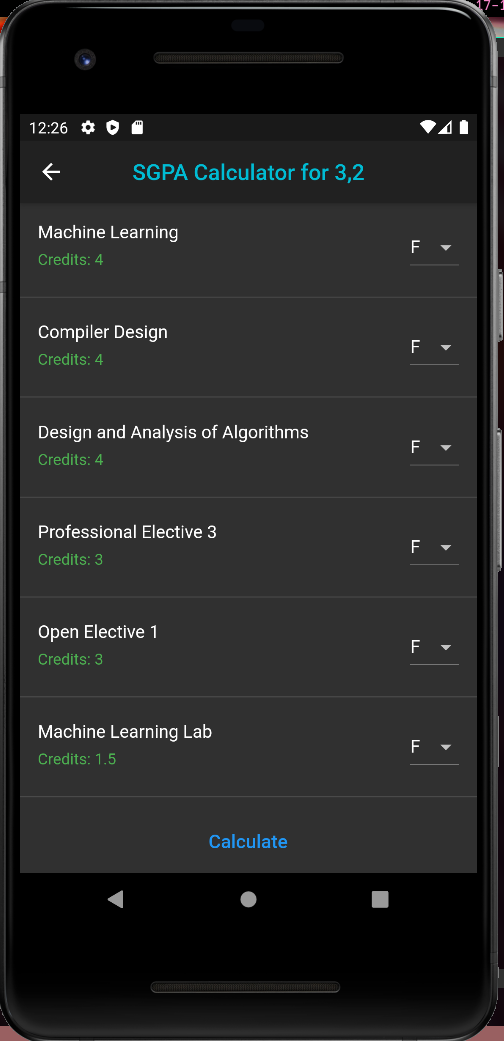 17-1
12:26
SGPA Calculator for 3,2
Machine Learning
Credits: 4
F
Compiler Design
Credits: 4
F
Design and Analysis of Algorithms
Credits: 4
F
Professional Elective 3
Credits: 3
F
Open Elective 1
Credits: 3
F
Machine Learning Lab
Credits: 1.5
F
Calculate